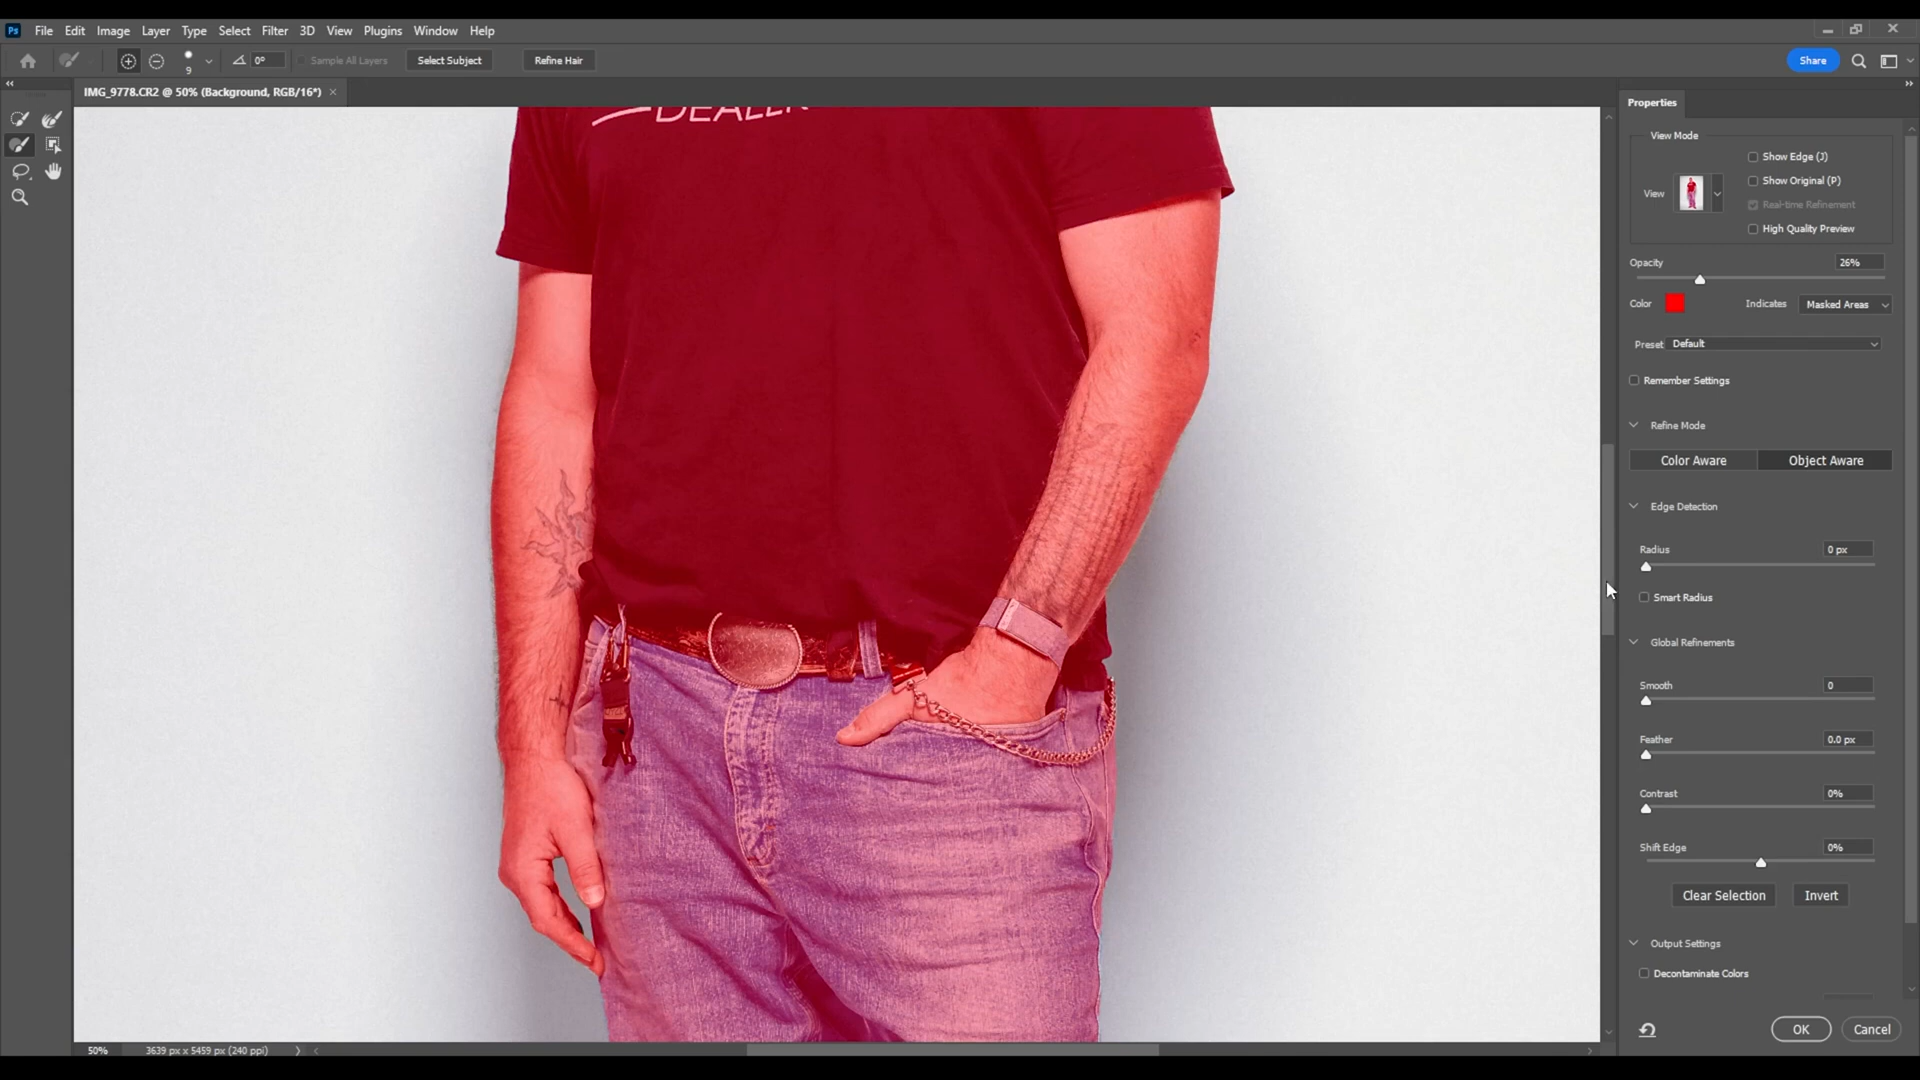 Ps File Edit Image Layer Type Select Filter 3D View Plugins Window Help
9 0° Sample All Layers Select Subject Refine Hair Share
IMG_9778.CR2 @ 50% (Background, RGB/16*) ×
DEALER
Properties
View Mode
Show Edge (J)
Show Original (P)
View
Real-time Refinement
High Quality Preview
Opacity 26%
Color Indicates Masked Areas
Preset Default
Remember Settings
Refine Mode
Color Aware Object Aware
Edge Detection
Radius 0 px
Smart Radius
Global Refinements
Smooth 0
Feather 0.0 px
Contrast 0%
Shift Edge 0%
Clear Selection Invert
Output Settings
Decontaminate Colors
OK Cancel
50% 3639 px x 5459 px (240 ppi)